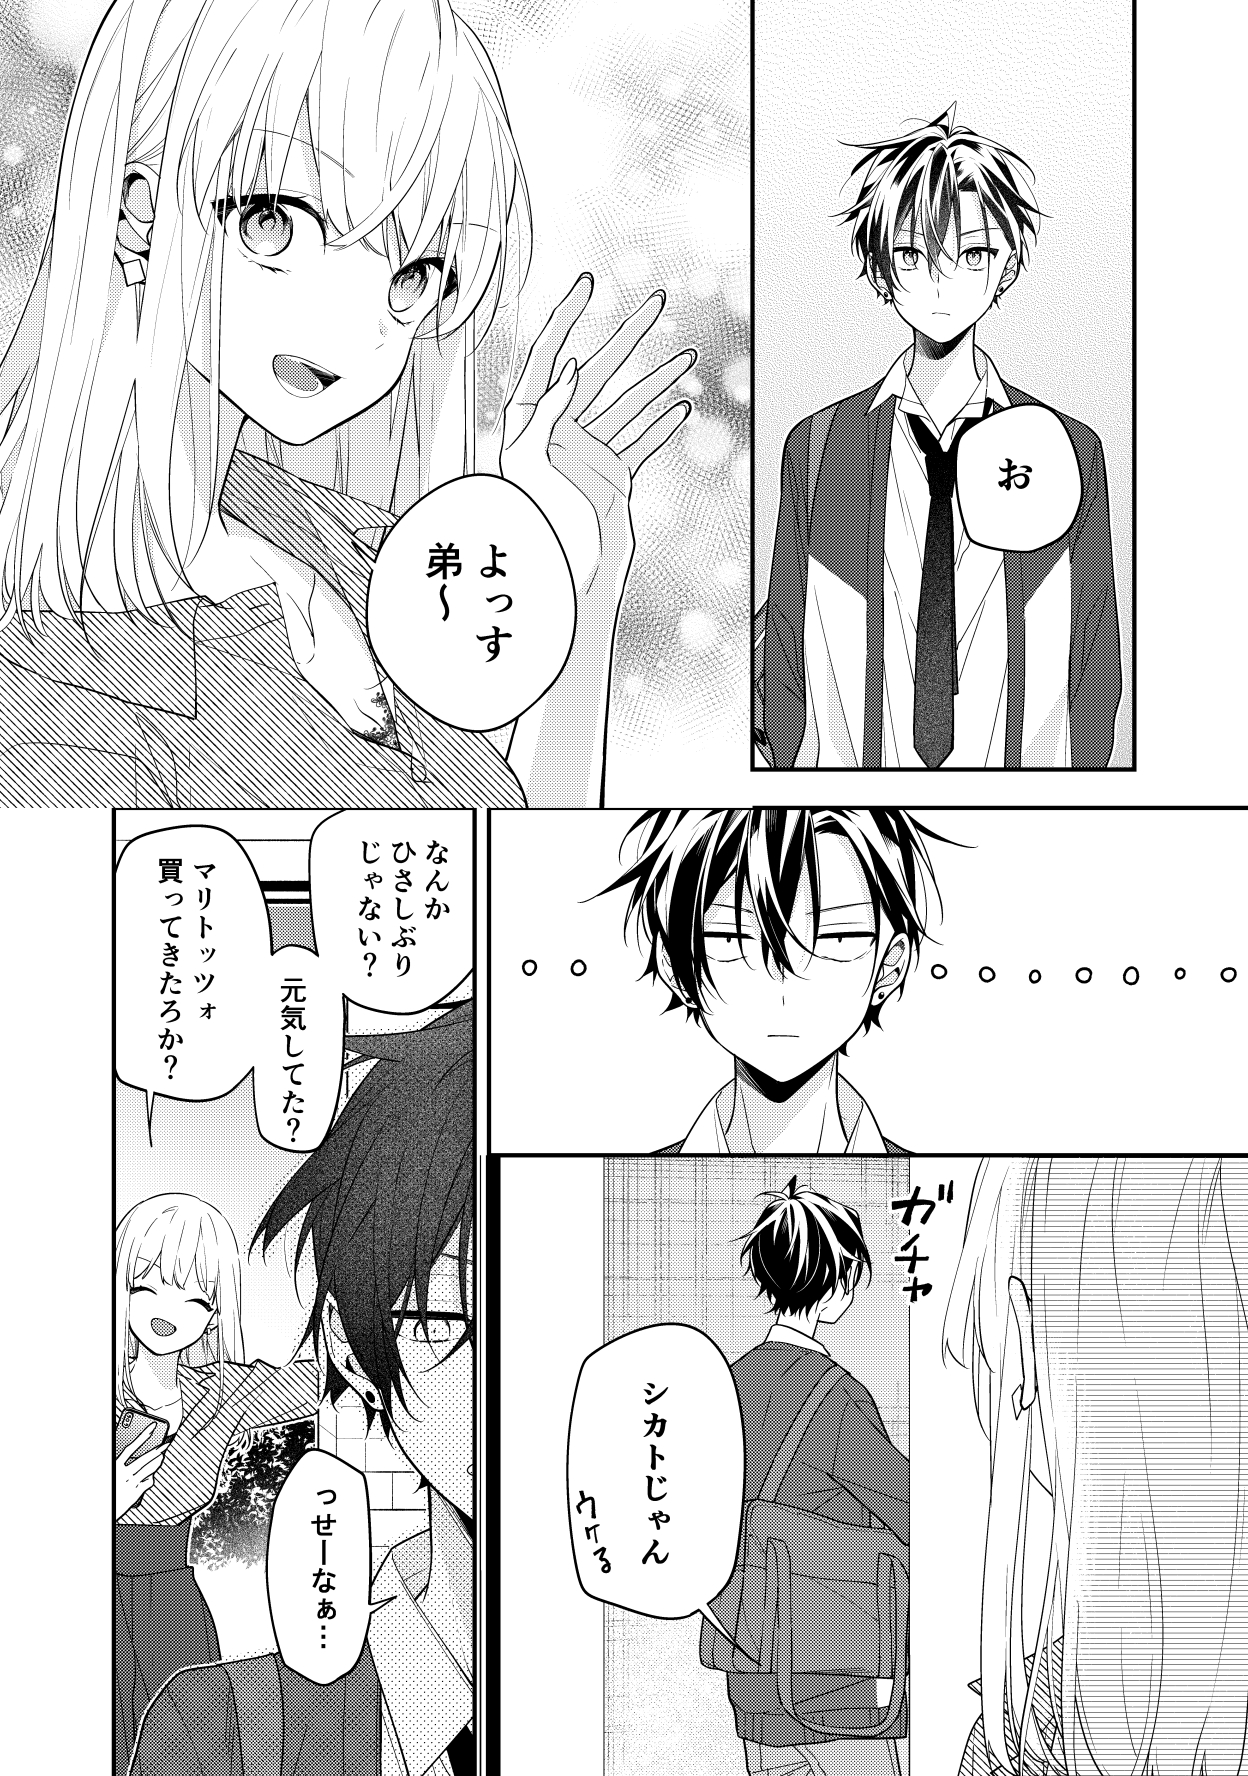 お
よっす
弟〜
ガチャ
シカトじゃん
ウケる
なんか
ひさしぶり
じゃない?
元気してた?
マリトッツォ
買ってきたろか?
っせーなぁ…